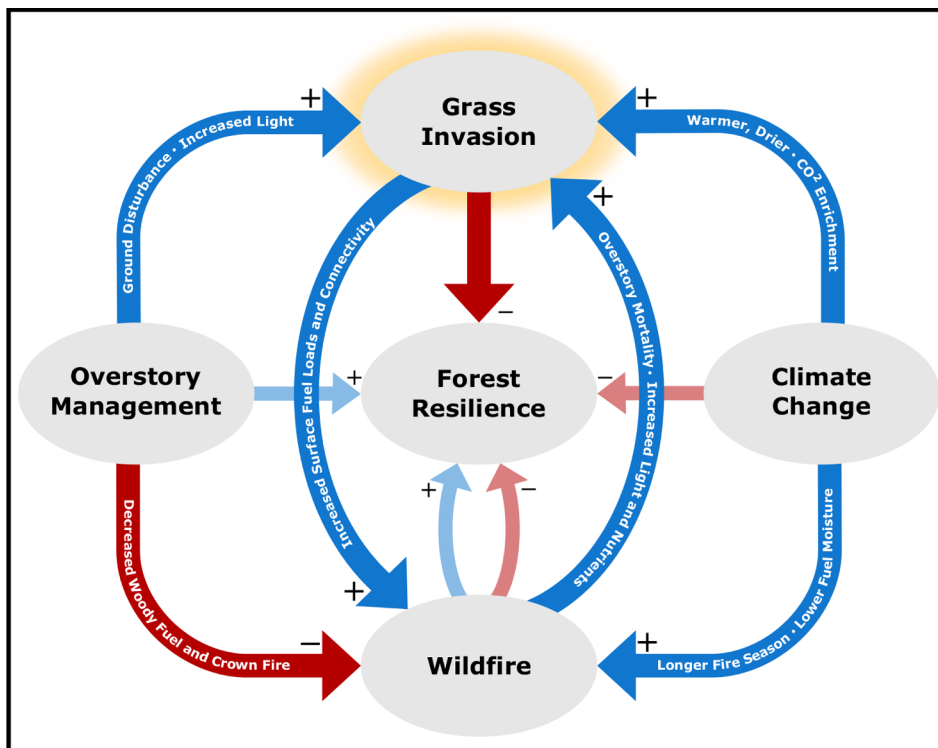 Grass
Invasion
+
+
Ground Disturbance • Increased Light
Warmer, Drier • CO² Enrichment
+
Increased Surface Fuel Loads and Connectivity
Overstory Mortality • Increased Light and Nutrients
−
Overstory
Management
+
Forest
Resilience
−
Climate
Change
+
−
Decreased Woody Fuel and Crown Fire
−
+
Wildfire
+
Longer Fire Season • Lower Fuel Moisture